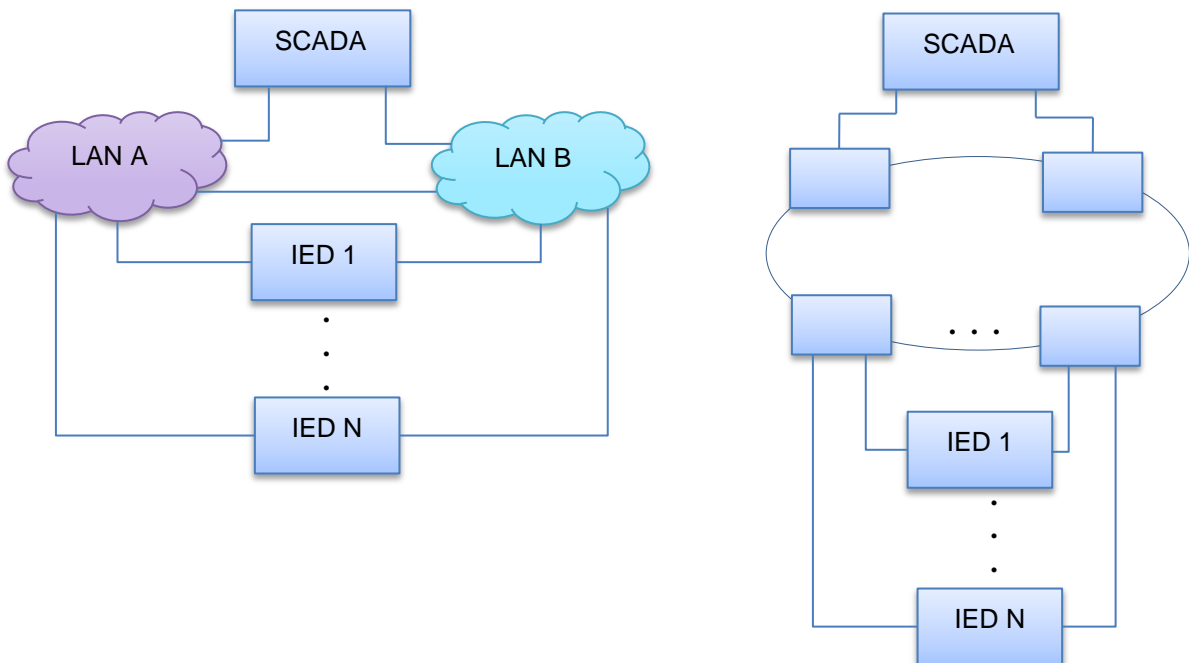 SCADA
LAN A
LAN B
IED 1
IED N
SCADA
. . .
IED 1
IED N